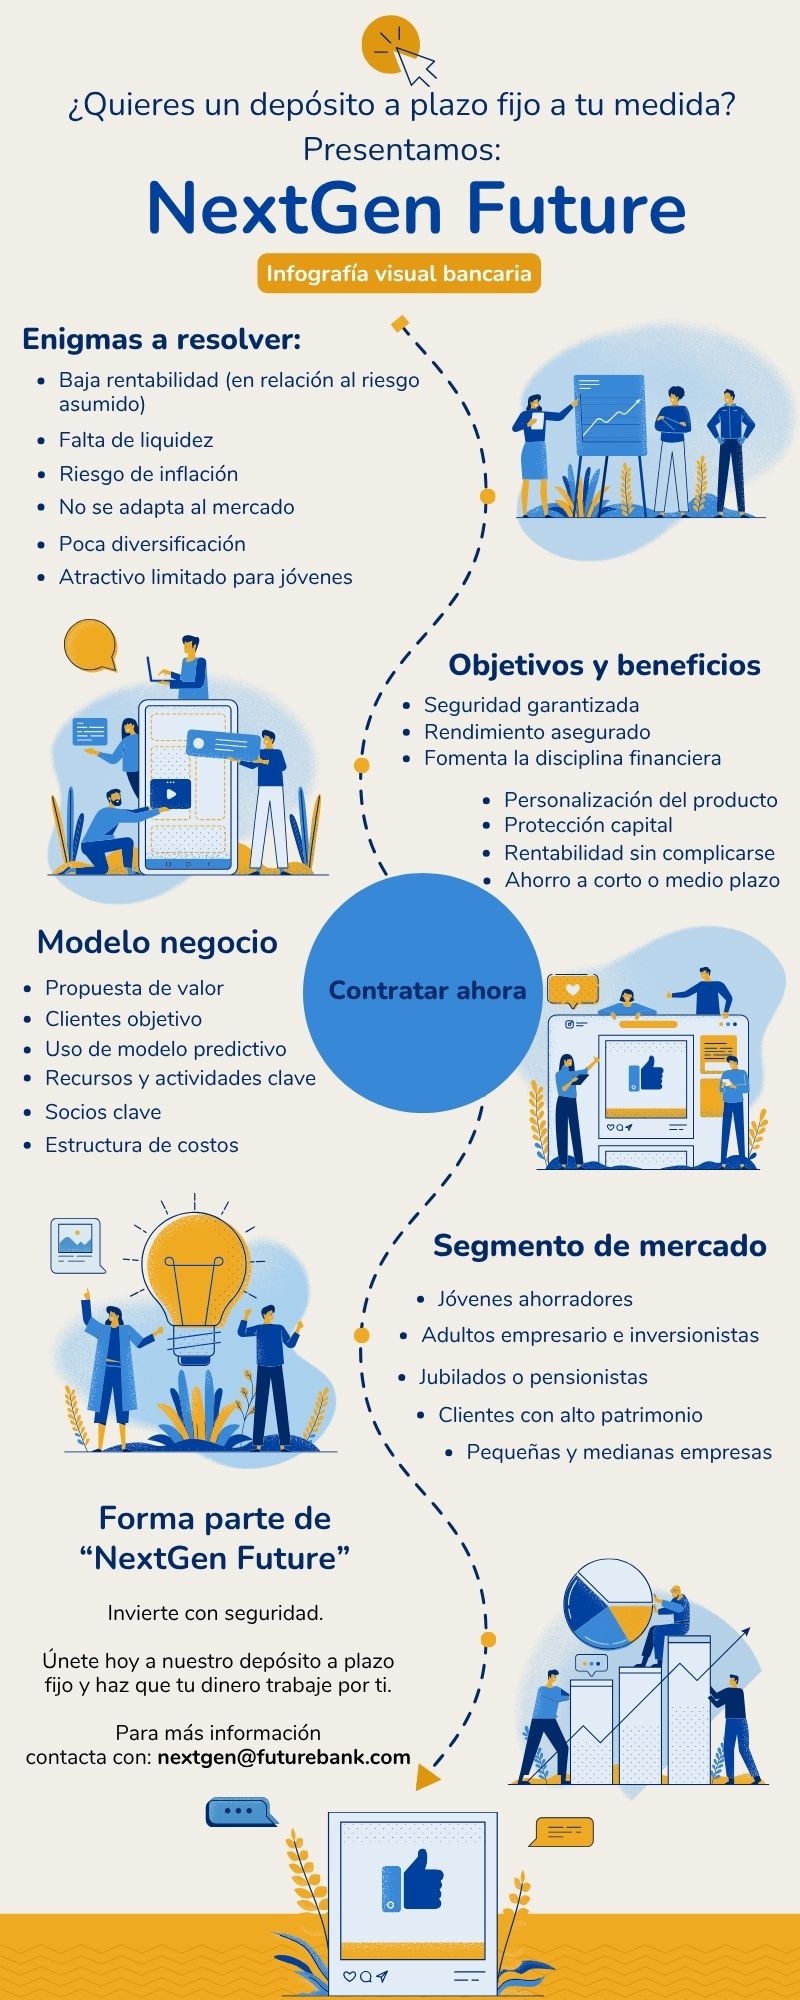 ¿Quieres un depósito a plazo fijo a tu medida?
Presentamos:
NextGen Future
Infografía visual bancaria
Enigmas a resolver:
• Baja rentabilidad (en relación al riesgo
asumido)
• Falta de liquidez
• Riesgo de inflación
• No se adapta al mercado
• Poca diversificación
• Atractivo limitado para jóvenes
Objetivos y beneficios
• Seguridad garantizada
• Rendimiento asegurado
• Fomenta la disciplina financiera
• Personalización del producto
• Protección capital
• Rentabilidad sin complicarse
• Ahorro a corto o medio plazo
Modelo negocio
• Propuesta de valor
• Clientes objetivo
• Uso de modelo predictivo
• Recursos y actividades clave
• Socios clave
• Estructura de costos
Contratar ahora
Segmento de mercado
• Jóvenes ahorradores
• Adultos empresario e inversionistas
• Jubilados o pensionistas
• Clientes con alto patrimonio
• Pequeñas y medianas empresas
Forma parte de
“NextGen Future”
Invierte con seguridad.
Únete hoy a nuestro depósito a plazo
fijo y haz que tu dinero trabaje por ti.
Para más información
contacta con: nextgen@futurebank.com